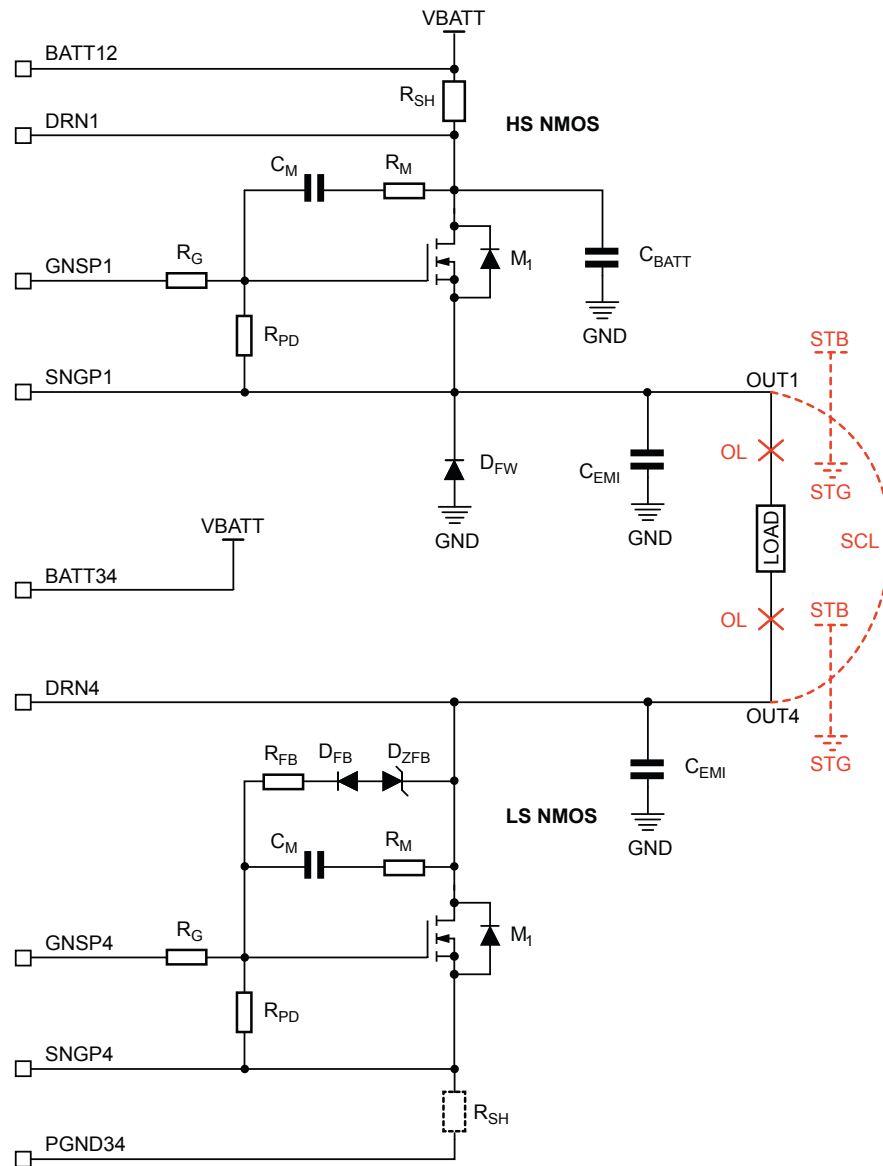 VBATT
BATT12
R_SH
DRN1
HS NMOS
C_M
R_M
R_G
GNSP1
M_1
C_BATT
R_PD
GND
STB
SNGP1
OUT1
OL
D_FW
C_EMI
STG
GND
GND
VBATT
LOAD
SCL
BATT34
STB
OL
DRN4
OUT4
R_FB
D_FB
D_ZFB
C_EMI
STG
LS NMOS
C_M
R_M
GND
R_G
GNSP4
M_1
R_PD
SNGP4
R_SH
PGND34